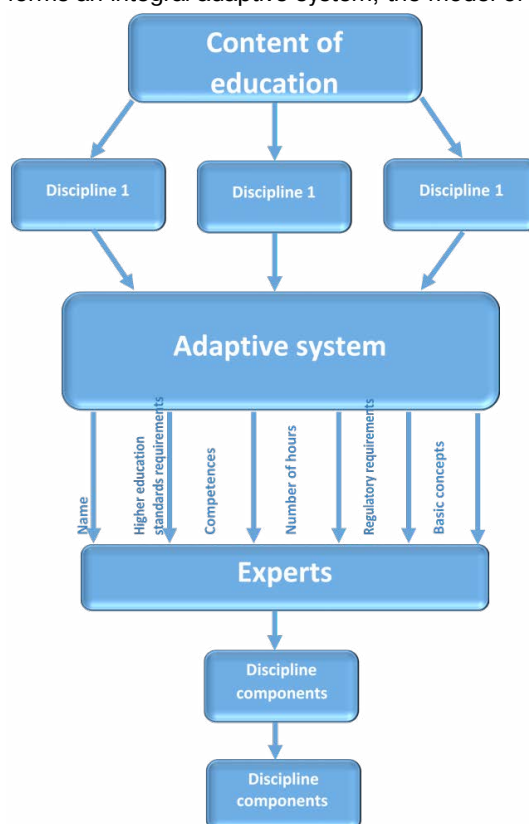 forms an integral adaptive system, the model of
Content of
education
Discipline 1
Discipline 1
Discipline 1
Adaptive system
Name
Higher education
standards requirements
Competences
Number of hours
Regulatory requirements
Basic concepts
Experts
Discipline
components
Discipline
components